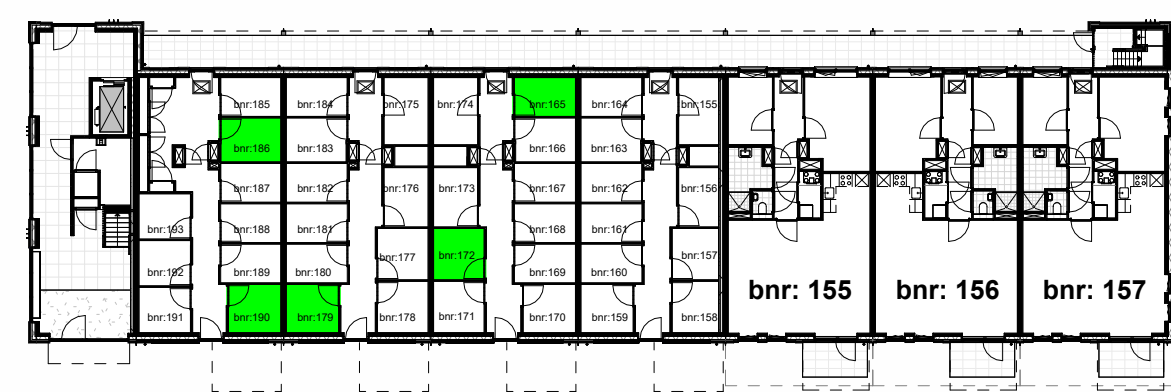 bnr:185
bnr:184
bnr:175
bnr:174
bnr:165
bnr:164
bnr:155
bnr:186
bnr:183
bnr:166
bnr:163
bnr:187
bnr:182
bnr:176
bnr:173
bnr:167
bnr:162
bnr:156
bnr:193
bnr:188
bnr:181
bnr:168
bnr:161
bnr:192
bnr:189
bnr:180
bnr:177
bnr:172
bnr:169
bnr:160
bnr:157
bnr:191
bnr:190
bnr:179
bnr:178
bnr:171
bnr:170
bnr:159
bnr:158
bnr: 155
bnr: 156
bnr: 157